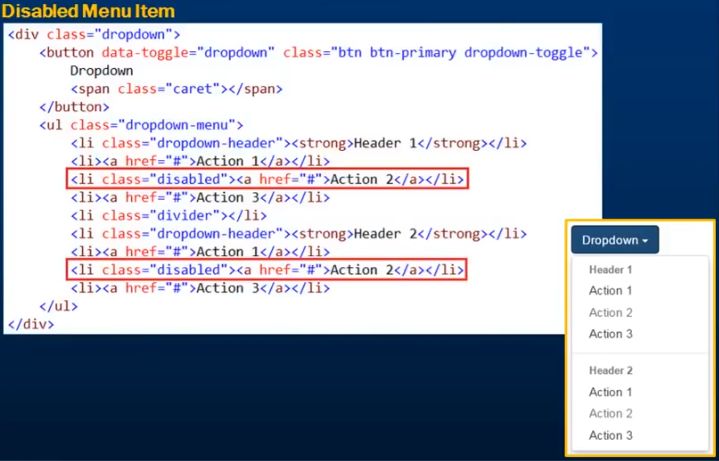 Disabled Menu Item
<div class="dropdown">
    <button data-toggle="dropdown" class="btn btn-primary dropdown-toggle">
        Dropdown
        <span class="caret"></span>
    </button>
    <ul class="dropdown-menu">
        <li class="dropdown-header"><strong>Header 1</strong></li>
        <li><a href="#">Action 1</a></li>
        <li class="disabled"><a href="#">Action 2</a></li>
        <li><a href="#">Action 3</a></li>
        <li class="divider"></li>
        <li class="dropdown-header"><strong>Header 2</strong></li>
        <li><a href="#">Action 1</a></li>
        <li class="disabled"><a href="#">Action 2</a></li>
        <li><a href="#">Action 3</a></li>
    </ul>
</div>
Dropdown
Header 1
Action 1
Action 2
Action 3
Header 2
Action 1
Action 2
Action 3